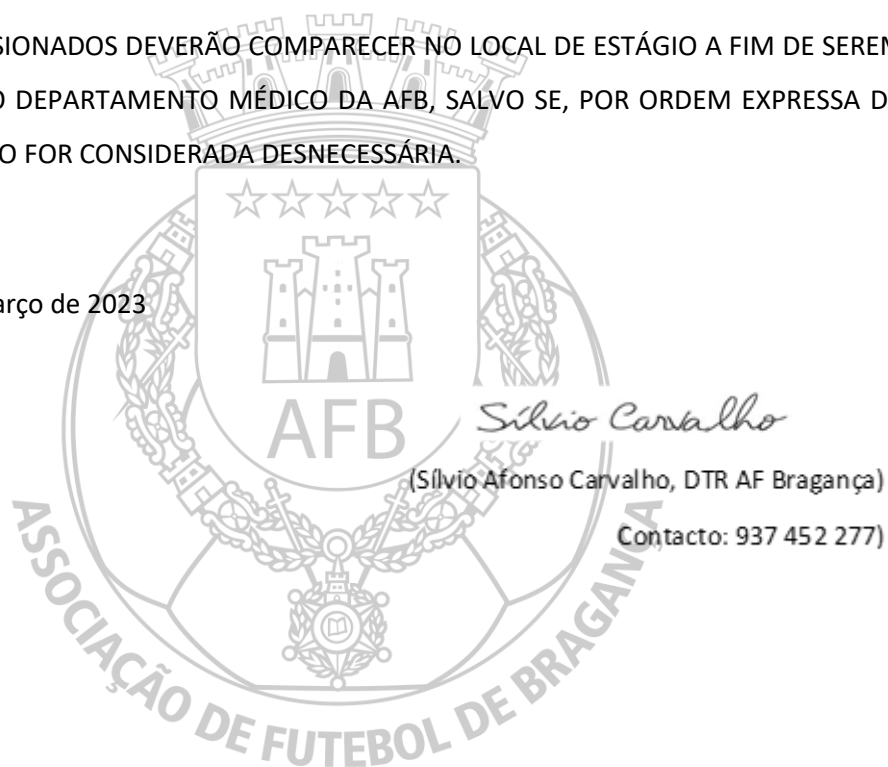 SIONADOS DEVERÃO COMPARECER NO LOCAL DE ESTÁGIO A FIM DE SEREM
O DEPARTAMENTO MÉDICO DA AFB, SALVO SE, POR ORDEM EXPRESSA D
O FOR CONSIDERADA DESNECESSÁRIA.
arço de 2023
AFB
Sílvio Carvalho
(Sílvio Afonso Carvalho, DTR AF Bragança)
Contacto: 937 452 277)
ASSOCIAÇÃO DE FUTEBOL DE BRAGANÇA